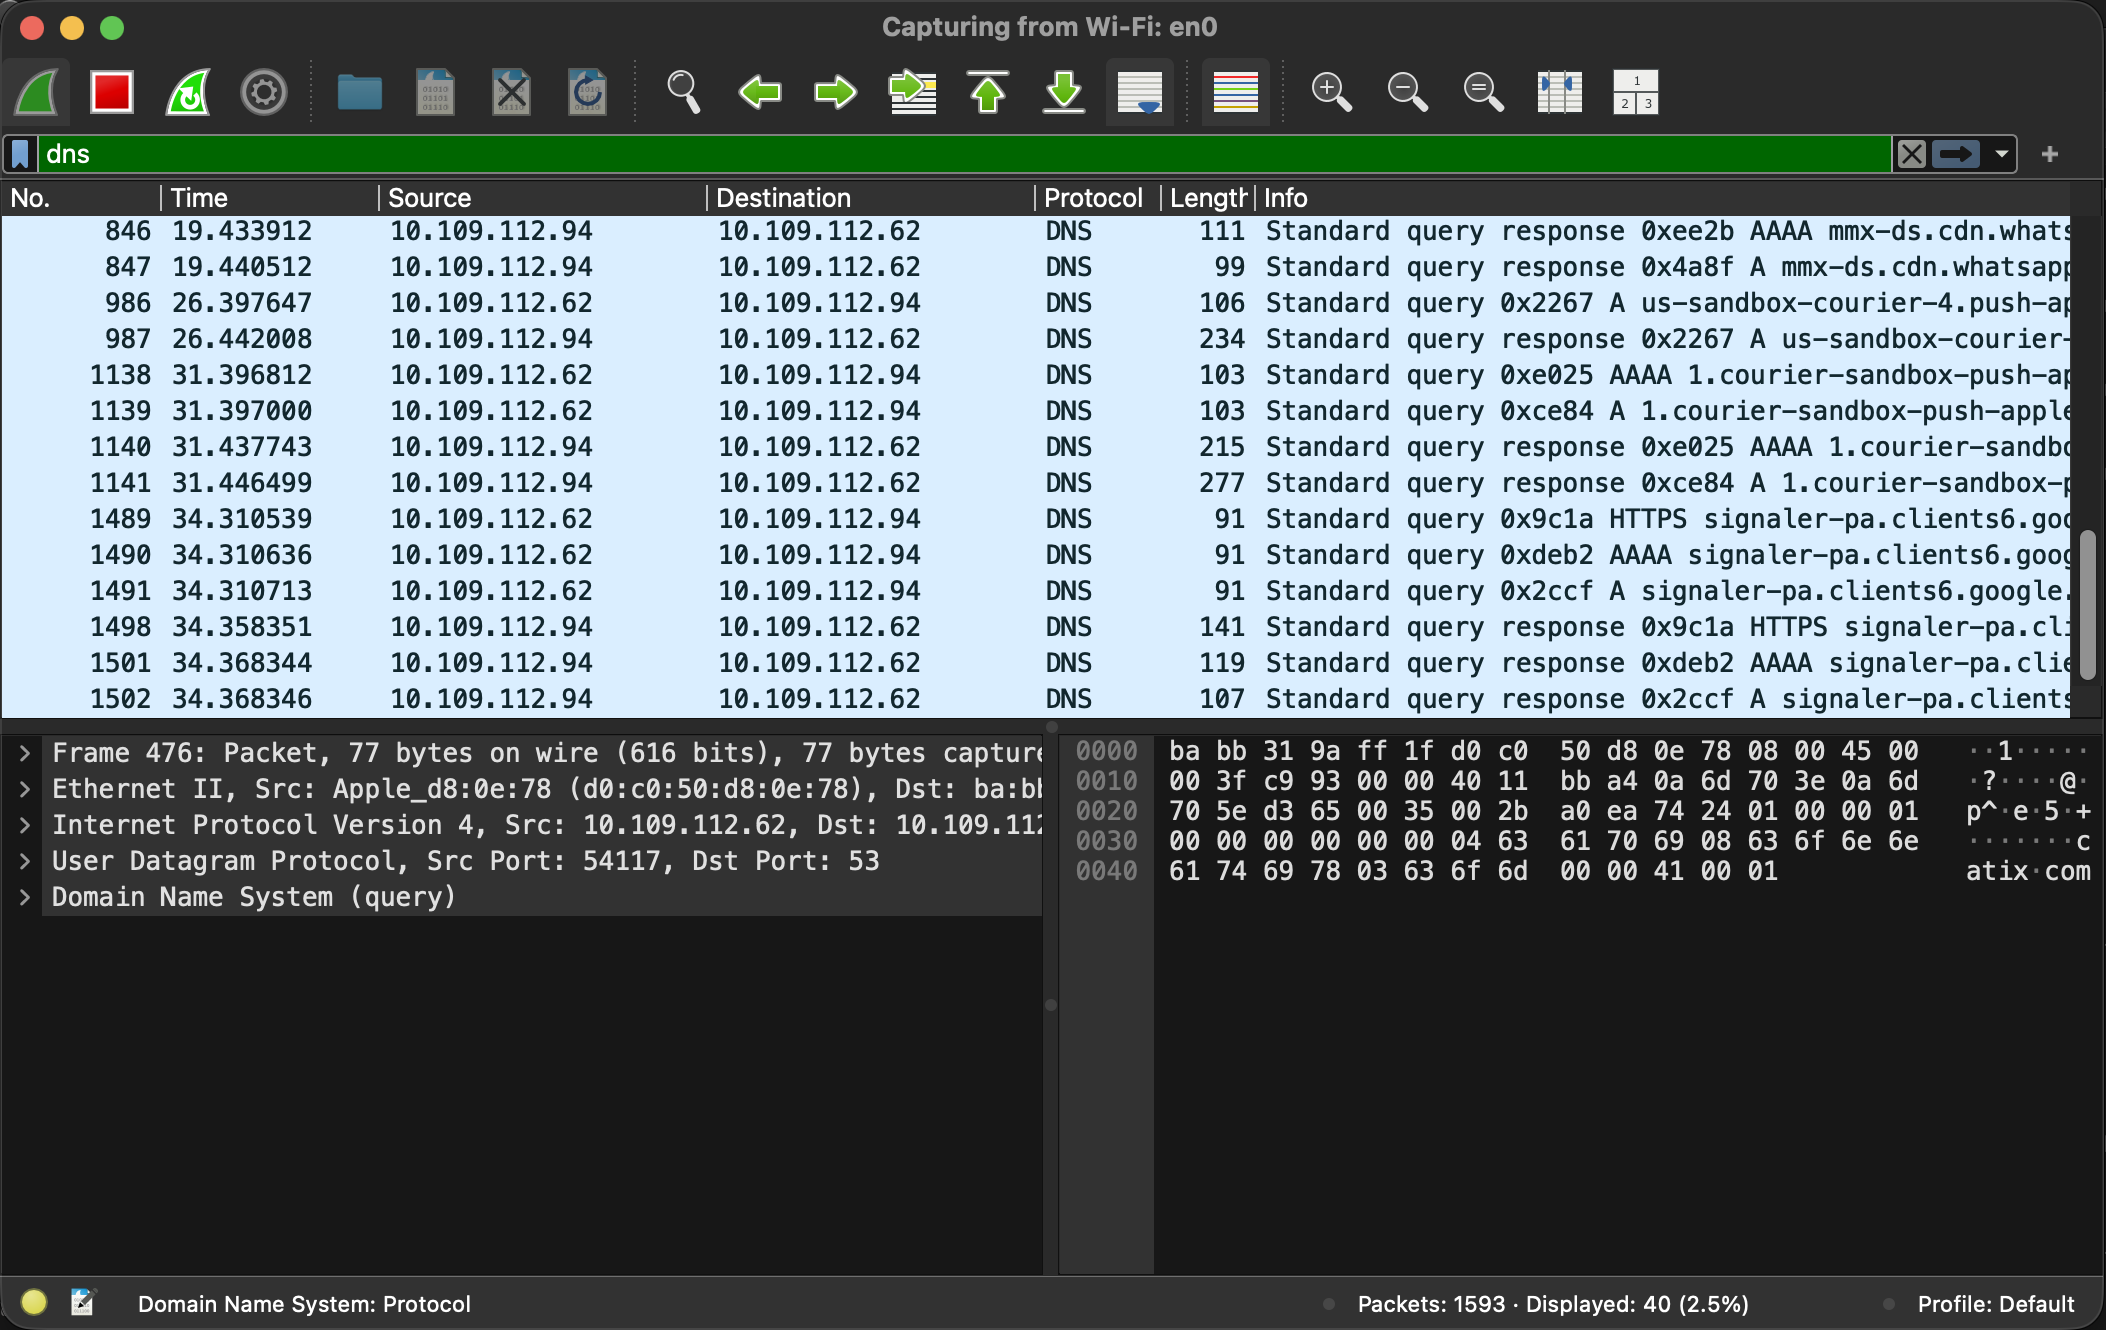 Capturing from Wi-Fi: en0
1
2 3
dns
No. Time Source Destination Protocol Length Info
846 19.433912 10.109.112.94 10.109.112.62 DNS 111 Standard query response 0xee2b AAAA mmx-ds.cdn.whats
847 19.440512 10.109.112.94 10.109.112.62 DNS 99 Standard query response 0x4a8f A mmx-ds.cdn.whatsapp
986 26.397647 10.109.112.62 10.109.112.94 DNS 106 Standard query 0x2267 A us-sandbox-courier-4.push-ap
987 26.442008 10.109.112.94 10.109.112.62 DNS 234 Standard query response 0x2267 A us-sandbox-courier-
1138 31.396812 10.109.112.62 10.109.112.94 DNS 103 Standard query 0xe025 AAAA 1.courier-sandbox-push-ap
1139 31.397000 10.109.112.62 10.109.112.94 DNS 103 Standard query 0xce84 A 1.courier-sandbox-push-apple
1140 31.437743 10.109.112.94 10.109.112.62 DNS 215 Standard query response 0xe025 AAAA 1.courier-sandbo
1141 31.446499 10.109.112.94 10.109.112.62 DNS 277 Standard query response 0xce84 A 1.courier-sandbox-p
1489 34.310539 10.109.112.62 10.109.112.94 DNS 91 Standard query 0x9c1a HTTPS signaler-pa.clients6.goo
1490 34.310636 10.109.112.62 10.109.112.94 DNS 91 Standard query 0xdeb2 AAAA signaler-pa.clients6.goog
1491 34.310713 10.109.112.62 10.109.112.94 DNS 91 Standard query 0x2ccf A signaler-pa.clients6.google.
1498 34.358351 10.109.112.94 10.109.112.62 DNS 141 Standard query response 0x9c1a HTTPS signaler-pa.cli
1501 34.368344 10.109.112.94 10.109.112.62 DNS 119 Standard query response 0xdeb2 AAAA signaler-pa.clie
1502 34.368346 10.109.112.94 10.109.112.62 DNS 107 Standard query response 0x2ccf A signaler-pa.clients
Frame 476: Packet, 77 bytes on wire (616 bits), 77 bytes capture
Ethernet II, Src: Apple_d8:0e:78 (d0:c0:50:d8:0e:78), Dst: ba:bb
Internet Protocol Version 4, Src: 10.109.112.62, Dst: 10.109.112
User Datagram Protocol, Src Port: 54117, Dst Port: 53
Domain Name System (query)
0000 ba bb 31 9a ff 1f d0 c0 50 d8 0e 78 08 00 45 00 ··1·····
0010 00 3f c9 93 00 00 40 11 bb a4 0a 6d 70 3e 0a 6d ·?····@·
0020 70 5e d3 65 00 35 00 2b a0 ea 74 24 01 00 00 01 p^·e·5·+
0030 00 00 00 00 00 00 04 63 61 70 69 08 63 6f 6e 6e ·······c
0040 61 74 69 78 03 63 6f 6d 00 00 41 00 01 atix·com
Domain Name System: Protocol
Packets: 1593 · Displayed: 40 (2.5%)
Profile: Default